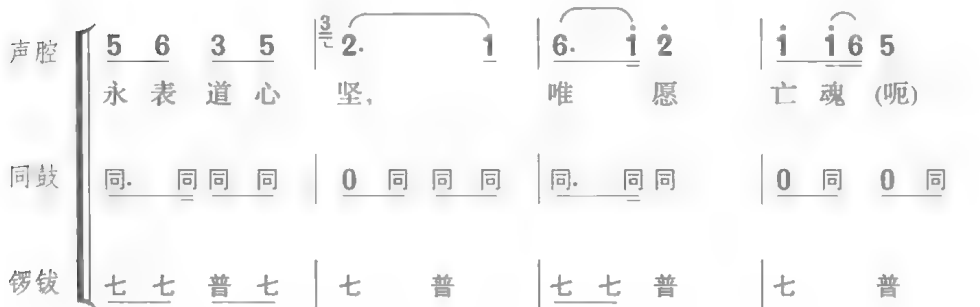 3
声腔 5 6 3 5 | 2. 1 | 6. 1 2 | 1 1 6 5
永 表 道 心 坚, 唯 愿 亡 魂 (呃)
同鼓 同. 同 同 同 | 0 同 同 同 | 同. 同 同 | 0 同 0 同
锣钹 七 七 普 七 | 七 普 | 七 七 普 | 七 普